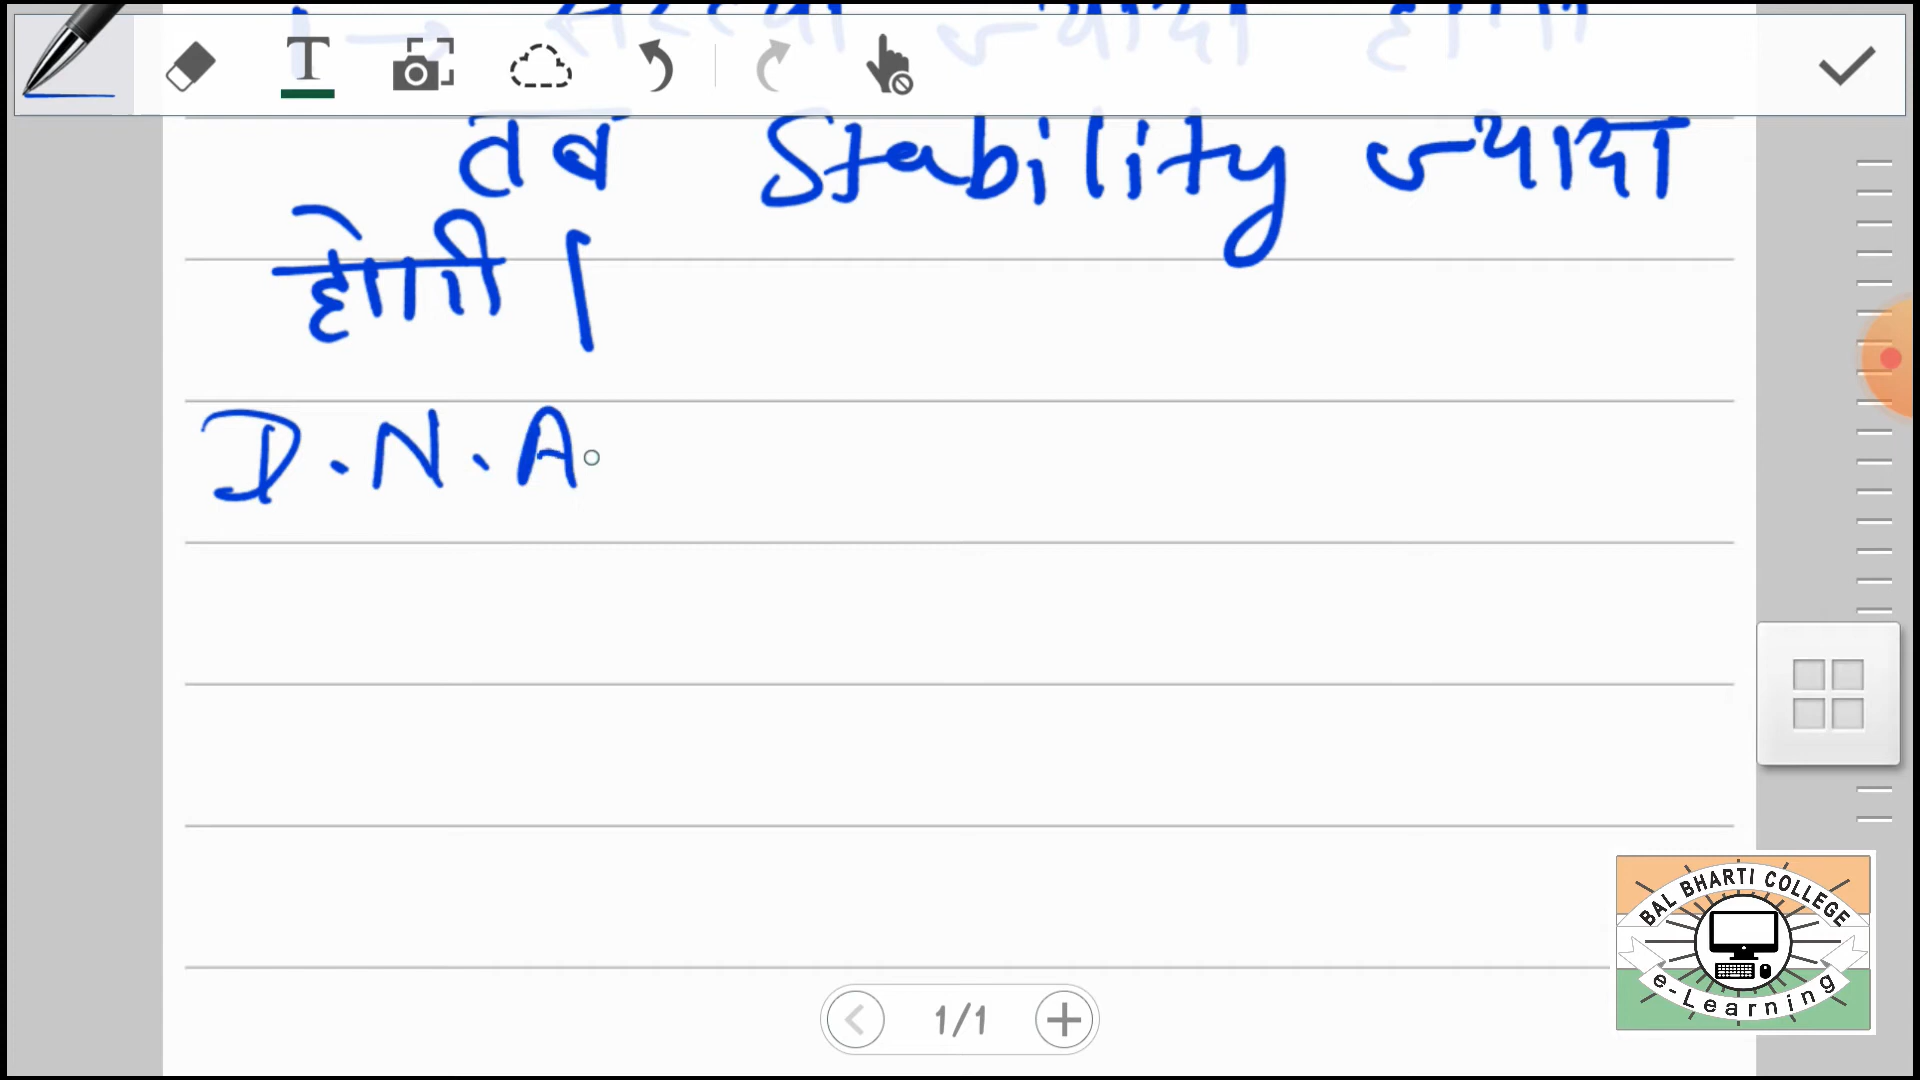 → संख्या ज्यादा होगी
तब Stability ज्यादा
होगी |
D.N.A
T
1/1
BAL BHARTI COLLEGE
e-Learning